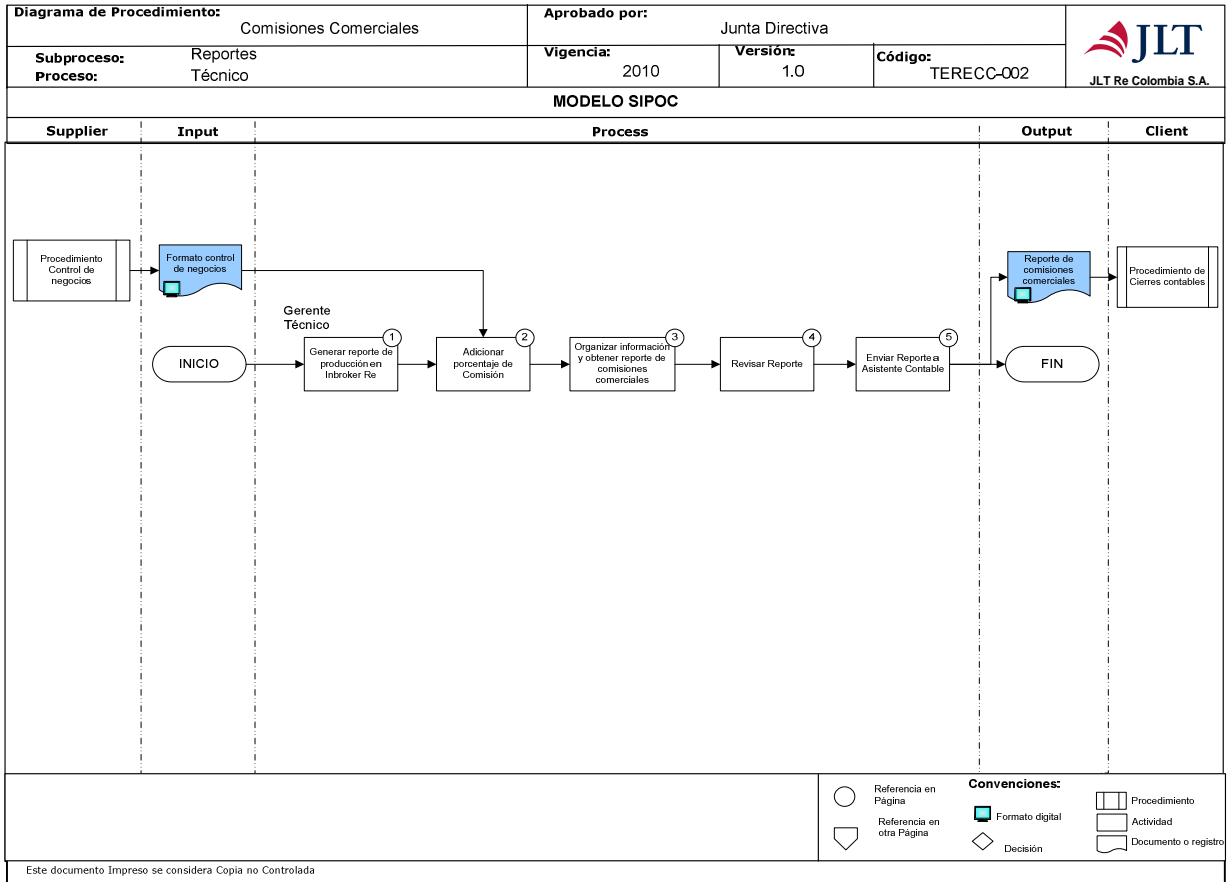 Diagrama de Procedimiento:
Comisiones Comerciales
Aprobado por:
Junta Directiva
Subproceso:
Reportes
Proceso:
Técnico
Vigencia:
2010
Versión:
1.0
Código:
TERECC-002
JLT
JLT Re Colombia S.A.
MODELO SIPOC
Supplier
Input
Process
Output
Client
Procedimiento
Control de
negocios
Formato control
de negocios
Reporte de
comisiones
comerciales
Procedimiento de
Cierres contables
Gerente
Técnico
INICIO
1
Generar reporte de
producción en
Inbroker Re
2
Adicionar
porcentaje de
Comisión
3
Organizar información
y obtener reporte de
comisiones
comerciales
4
Revisar Reporte
5
Enviar Reporte a
Asistente Contable
FIN
Convenciones:
Referencia en
Página
Referencia en
otra Página
Formato digital
Decisión
Procedimiento
Actividad
Documento o registro
Este documento Impreso se considera Copia no Controlada